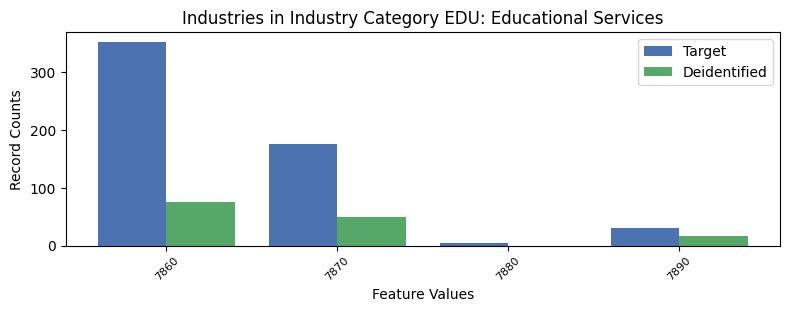 Industries in Industry Category EDU: Educational Services
Target
Deidentified
Record Counts
300
200
100
0
7860
7870
7880
7890
Feature Values